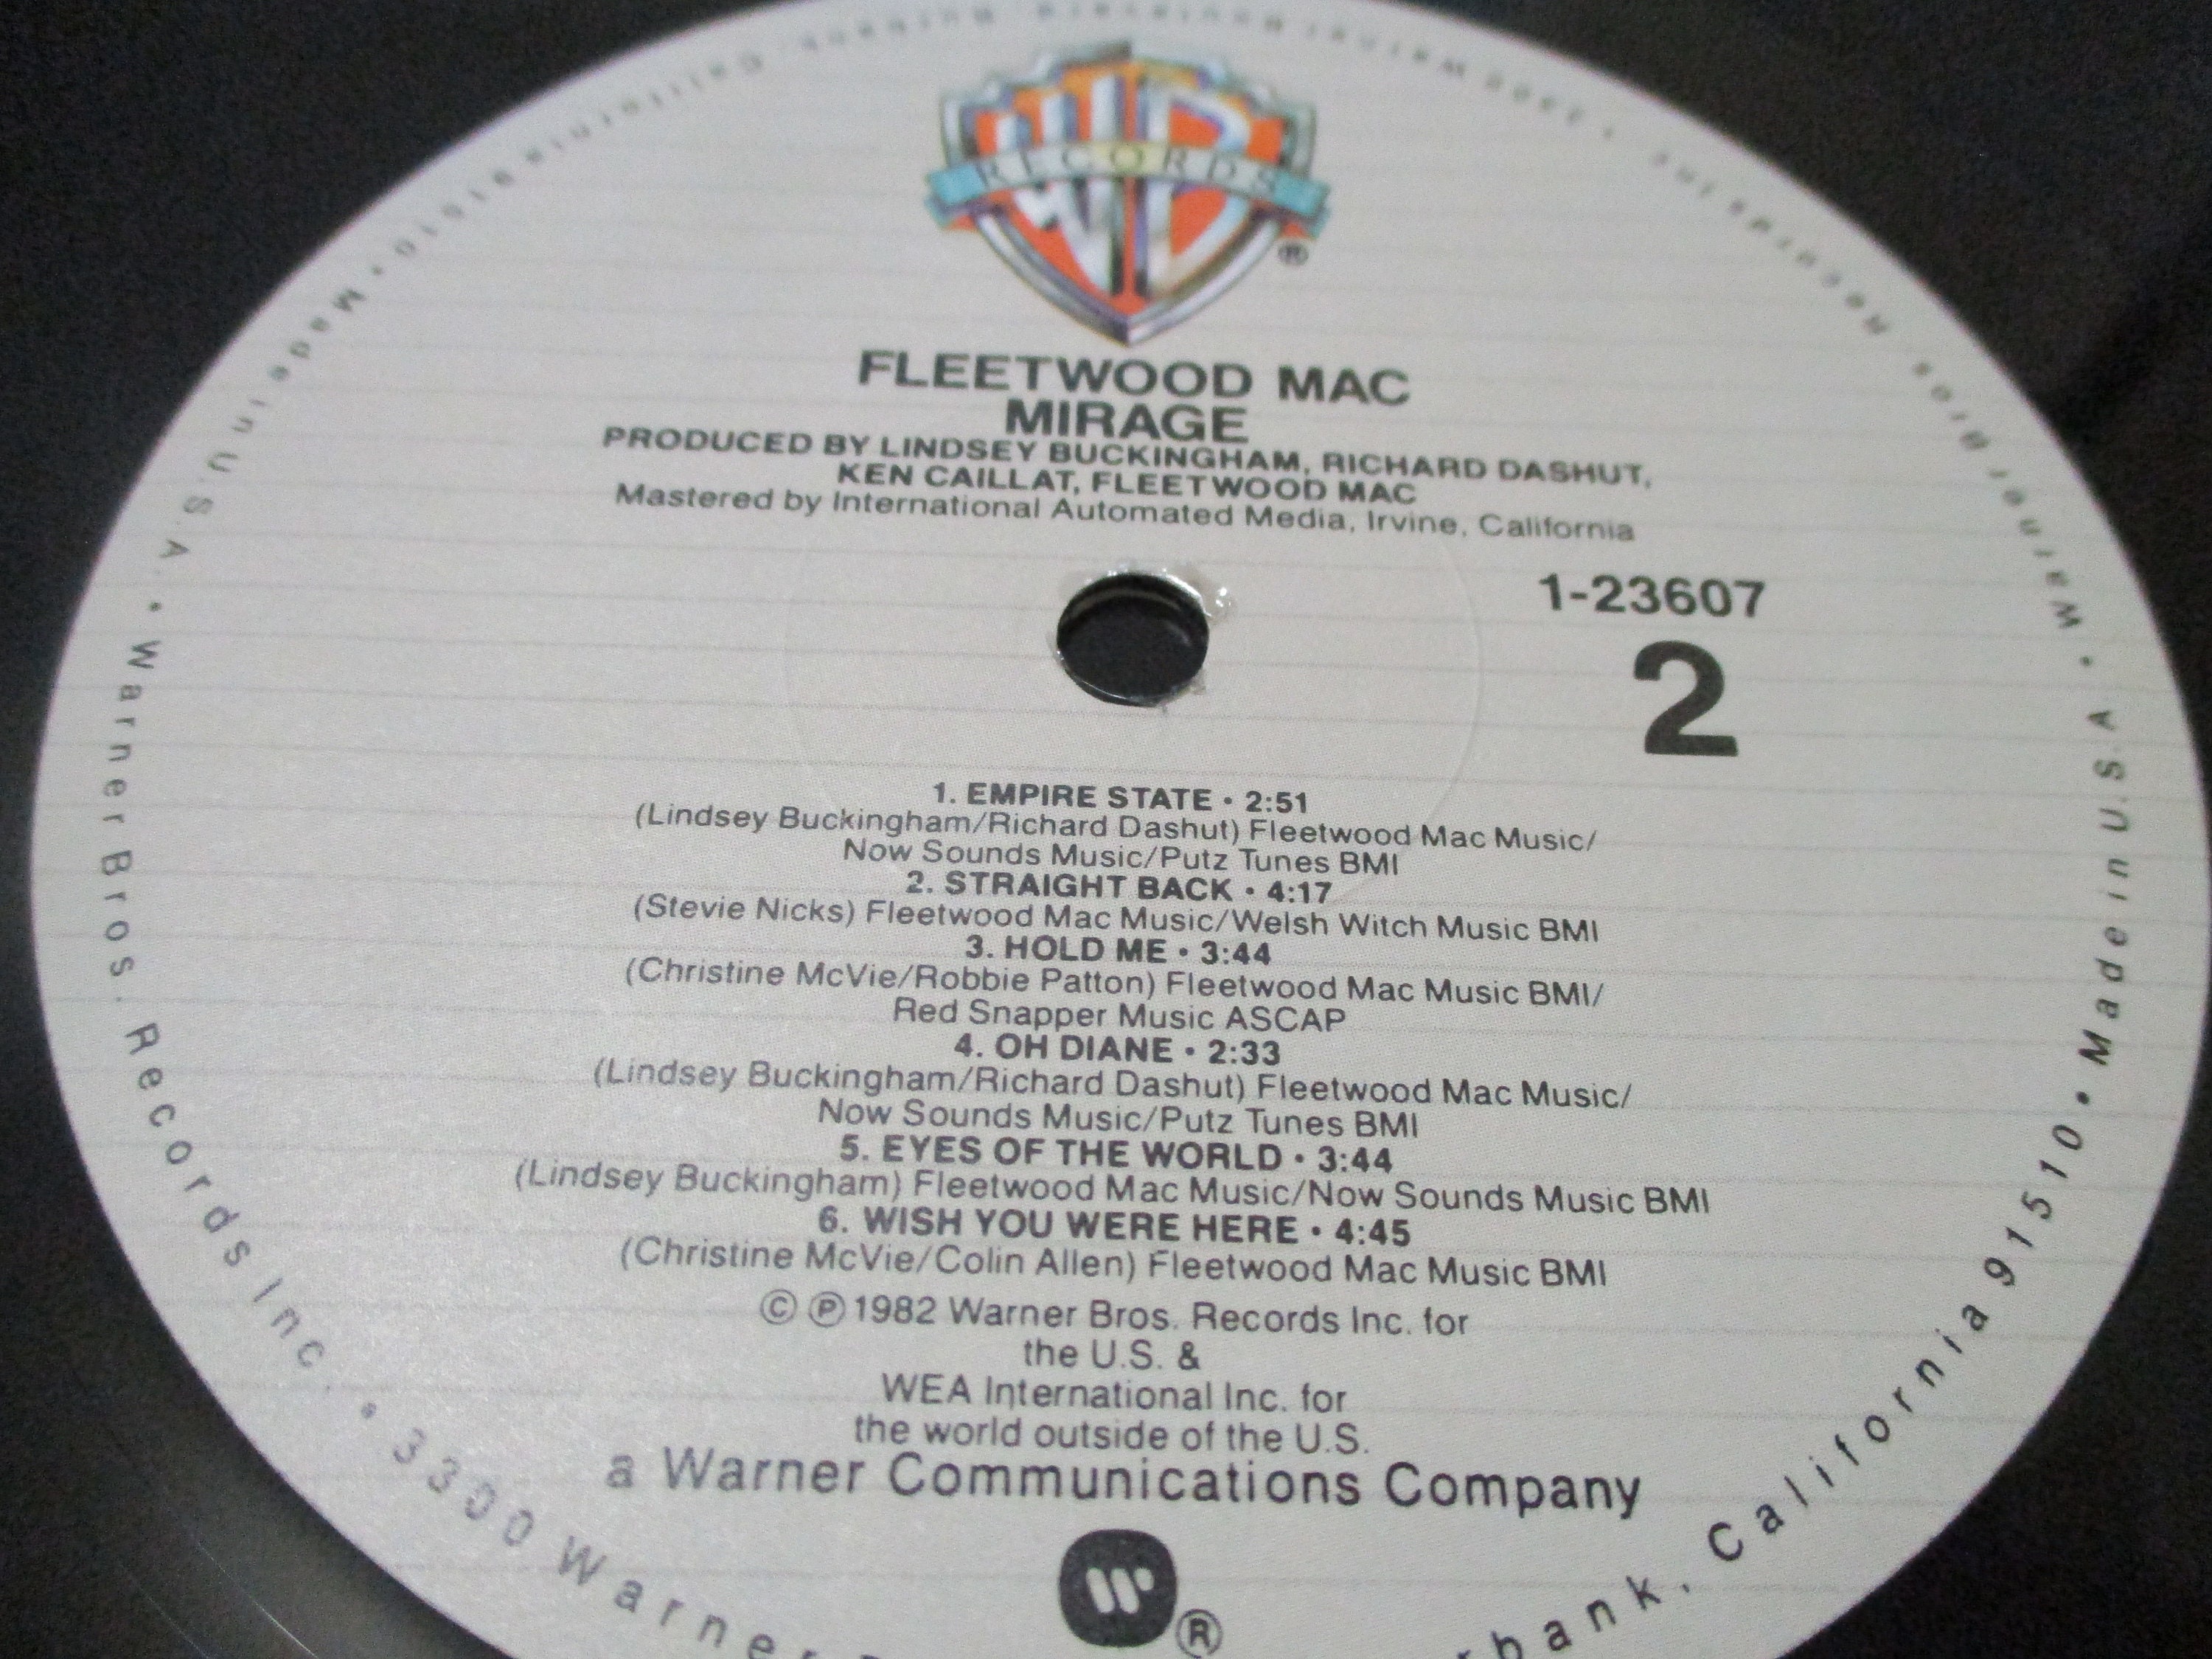 WB
RECORDS
®
FLEETWOOD MAC
MIRAGE
PRODUCED BY LINDSEY BUCKINGHAM, RICHARD DASHUT,
KEN CAILLAT, FLEETWOOD MAC
Mastered by International Automated Media, Irvine, California
1-23607
2
1. EMPIRE STATE • 2:51
(Lindsey Buckingham/Richard Dashut) Fleetwood Mac Music/
Now Sounds Music/Putz Tunes BMI
2. STRAIGHT BACK • 4:17
(Stevie Nicks) Fleetwood Mac Music/Welsh Witch Music BMI
3. HOLD ME • 3:44
(Christine McVie/Robbie Patton) Fleetwood Mac Music BMI/
Red Snapper Music ASCAP
4. OH DIANE • 2:33
(Lindsey Buckingham/Richard Dashut) Fleetwood Mac Music/
Now Sounds Music/Putz Tunes BMI
5. EYES OF THE WORLD • 3:44
(Lindsey Buckingham) Fleetwood Mac Music/Now Sounds Music BMI
6. WISH YOU WERE HERE • 4:45
(Christine McVie/Colin Allen) Fleetwood Mac Music BMI
© ℗ 1982 Warner Bros. Records Inc. for
the U.S. &
WEA International Inc. for
the world outside of the U.S.
a Warner Communications Company
W ®
California 91510 • Made in U.S.A. • Warner Bros. Records Inc. • 3300 Warner
California 91510 • Made in U.S.A • Warner Bros. Records Inc.